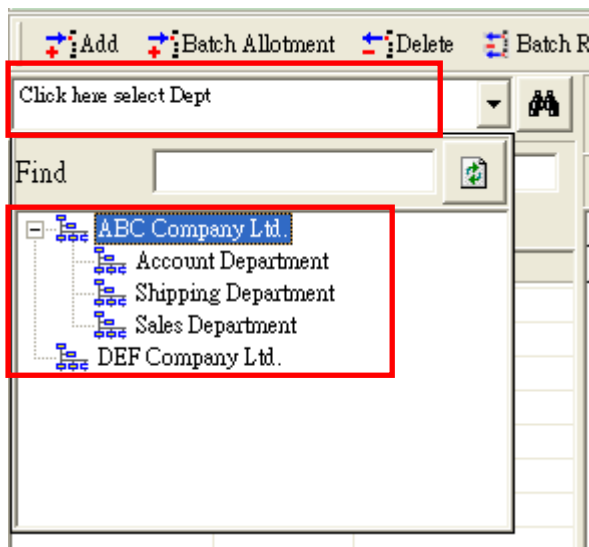 Add Batch Allotment Delete Batch R
Click here select Dept
Find
ABC Company Ltd.
Account Department
Shipping Department
Sales Department
DEF Company Ltd.